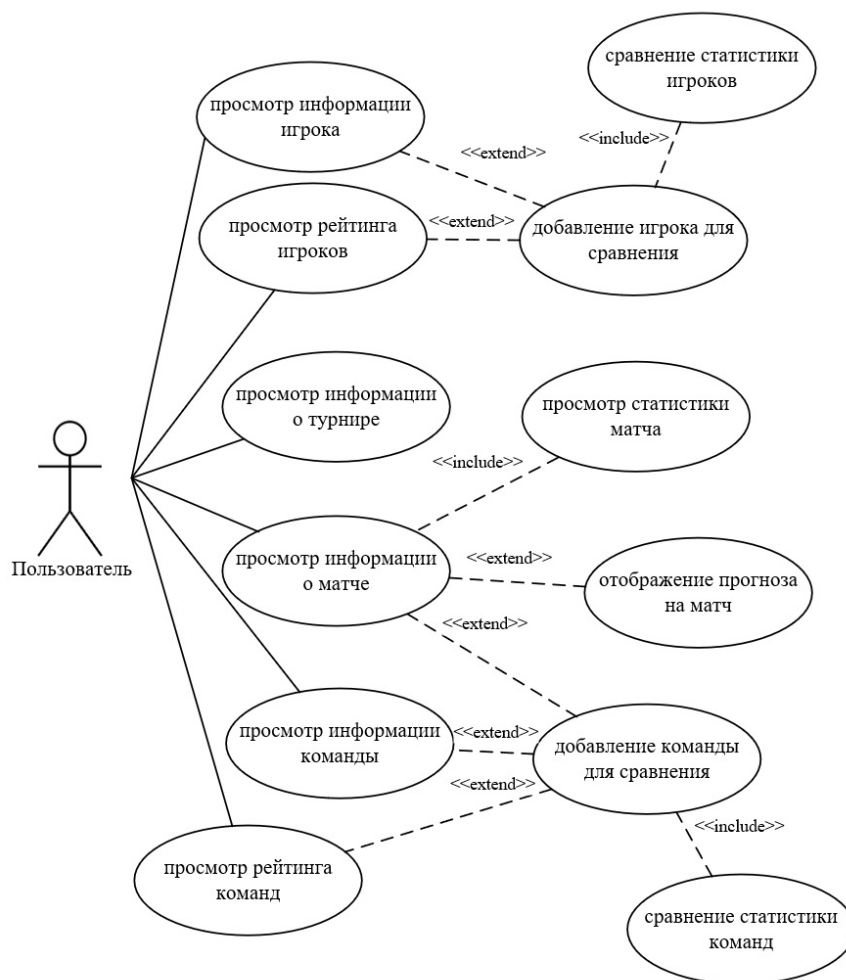 сравнение статистики
игроков
просмотр информации
игрока
<<extend>>
<<include>>
просмотр рейтинга
игроков
<<extend>>
добавление игрока для
сравнения
просмотр информации
о турнире
просмотр статистики
матча
<<include>>
Пользователь
просмотр информации
о матче
<<extend>>
отображение прогноза
на матч
<<extend>>
просмотр информации
команды
<<extend>>
добавление команды
для сравнения
<<extend>>
просмотр рейтинга
команд
<<include>>
сравнение статистики
команд